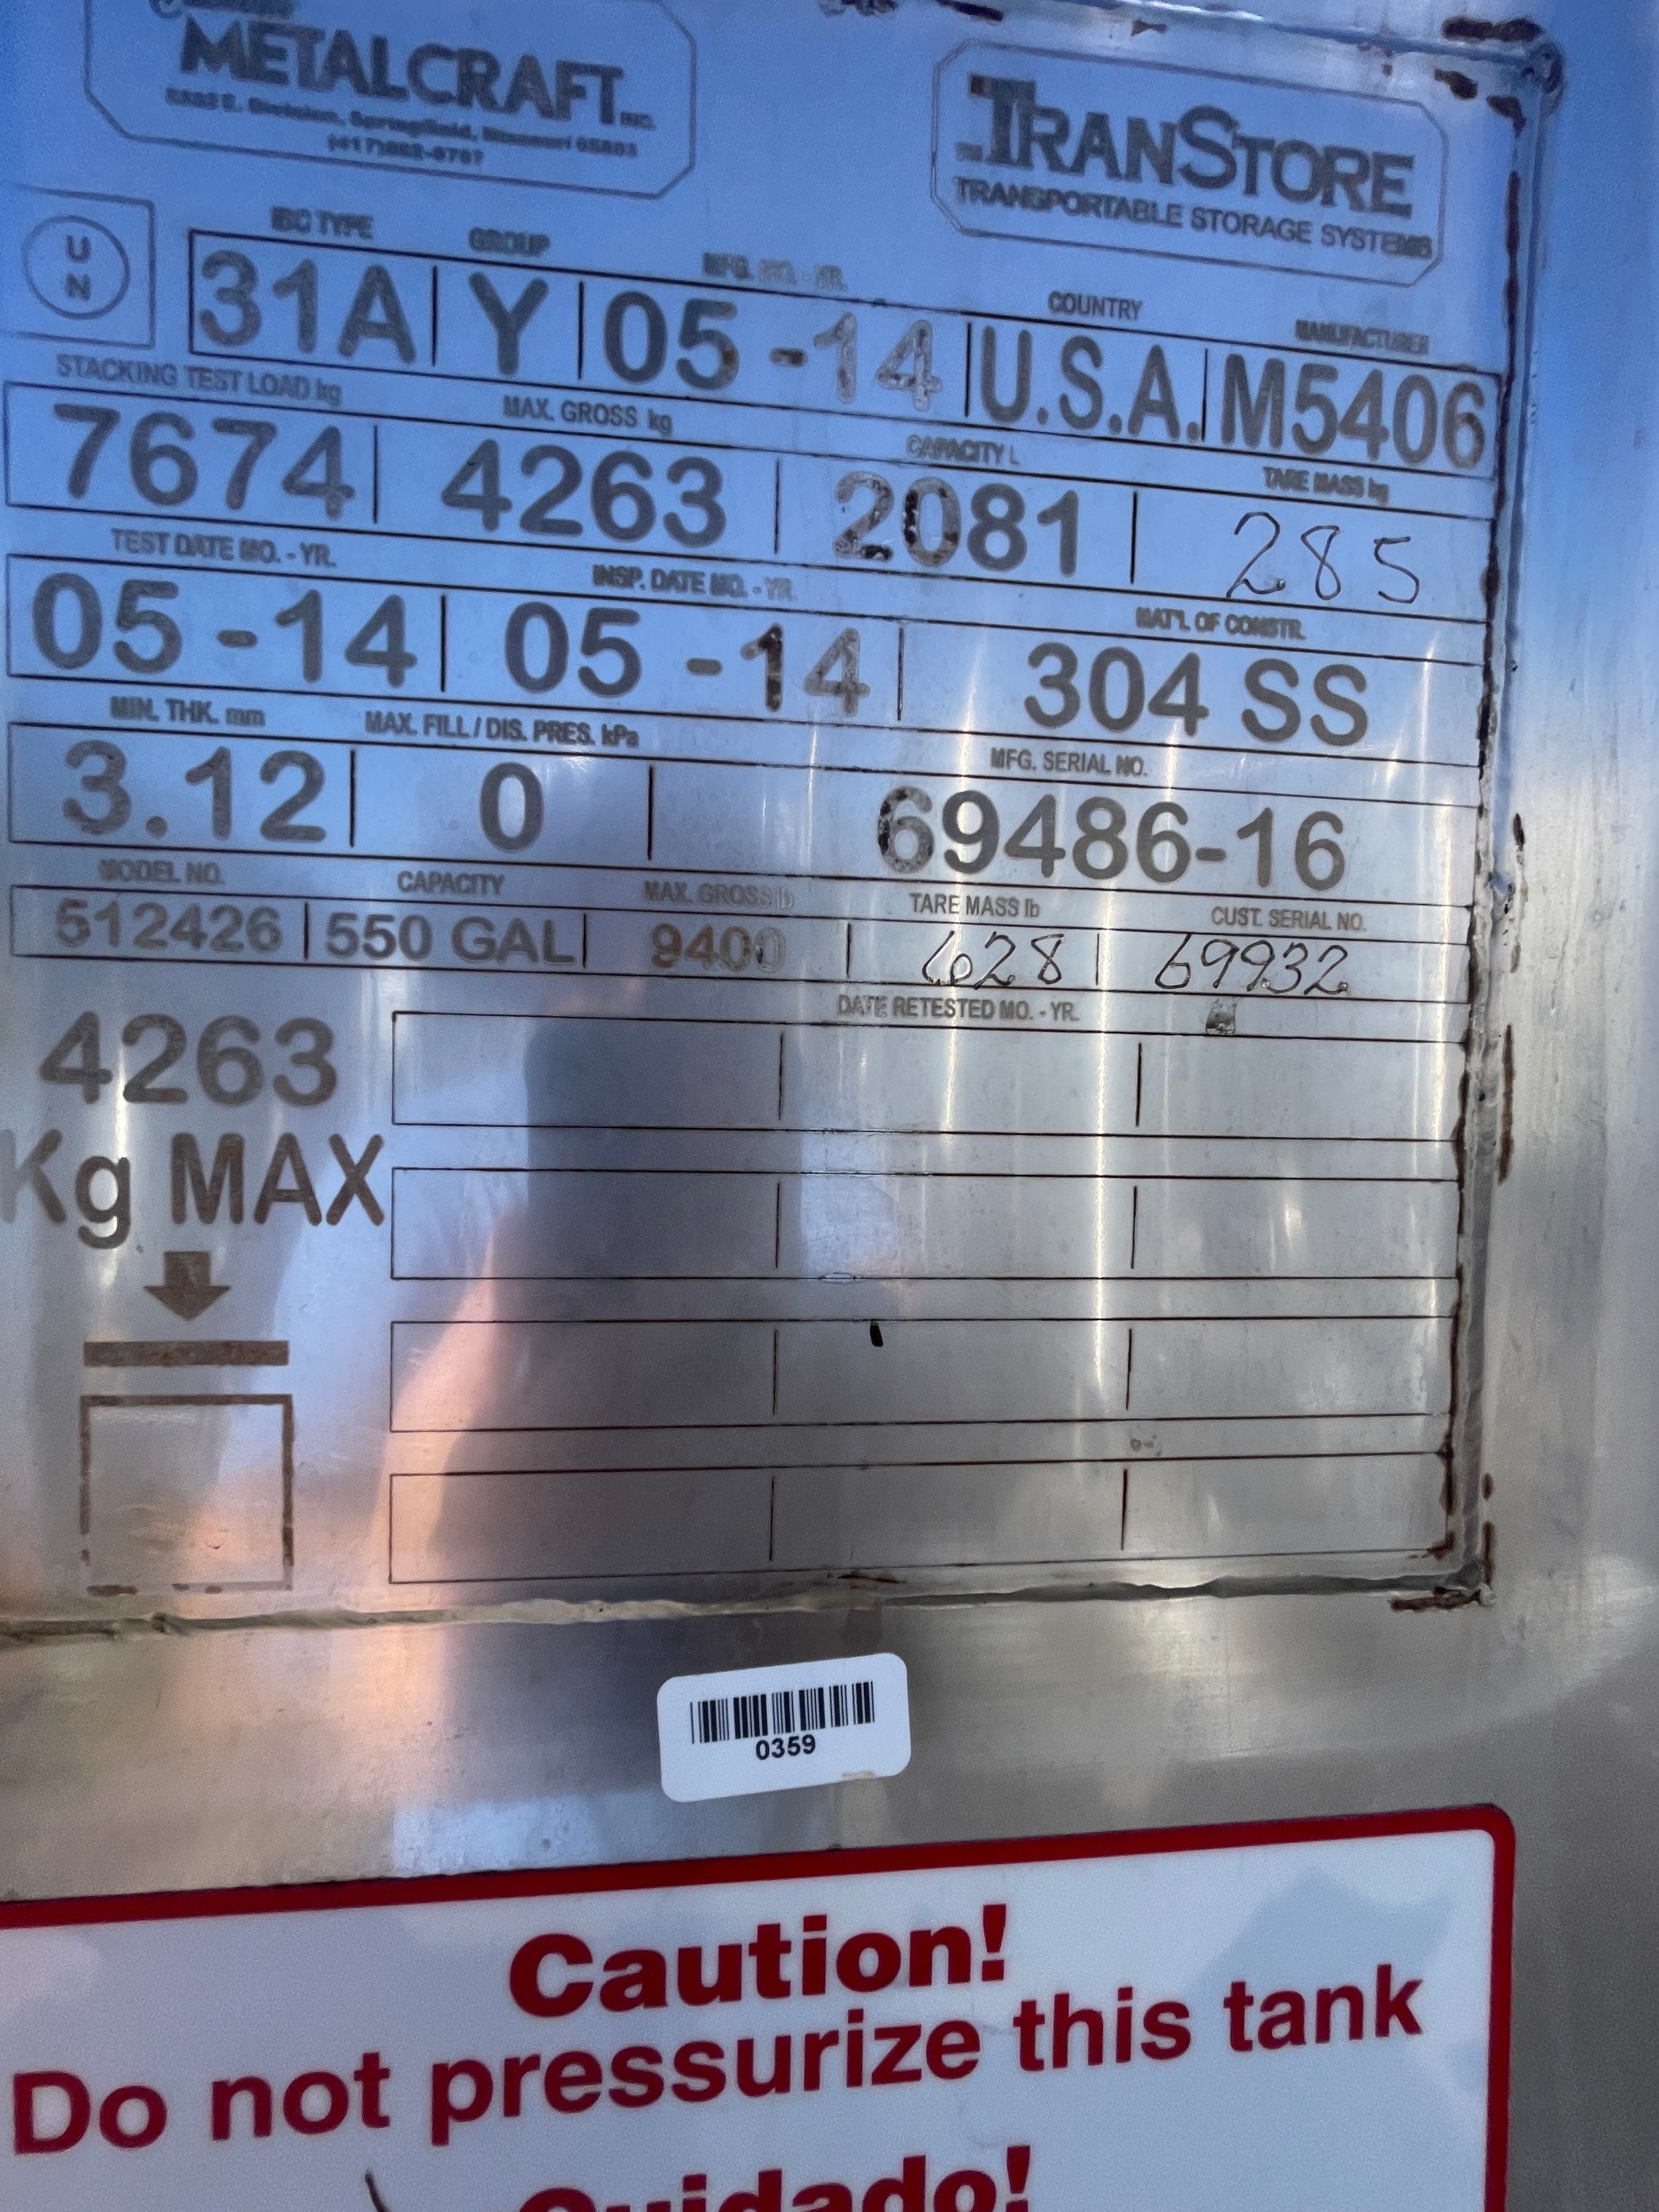 METALCRAFT INC.
Division, Springfield, Missouri
TRANSTORE
TRANSPORTABLE STORAGE SYSTEMS
UN
IBC TYPE GROUP MFG. MO. - YR. COUNTRY MANUFACTURER
31A Y 05 - 14 U.S.A. M5406
STACKING TEST LOAD kg MAX. GROSS kg CAPACITY L TARE MASS kg
7674 4263 2081 285
TEST DATE MO. - YR. INSP. DATE MO. - YR. MAT'L OF CONSTR.
05 - 14 05 - 14 304 SS
MIN. THK. mm MAX. FILL / DIS. PRES. kPa MFG. SERIAL NO.
3.12 0 69486-16
MODEL NO. CAPACITY MAX. GROSS lb TARE MASS lb CUST. SERIAL NO.
512426 550 GAL 9400 628 69932
DATE RETESTED MO. - YR.
4263
Kg MAX
0359
Caution!
Do not pressurize this tank
Cuidado!